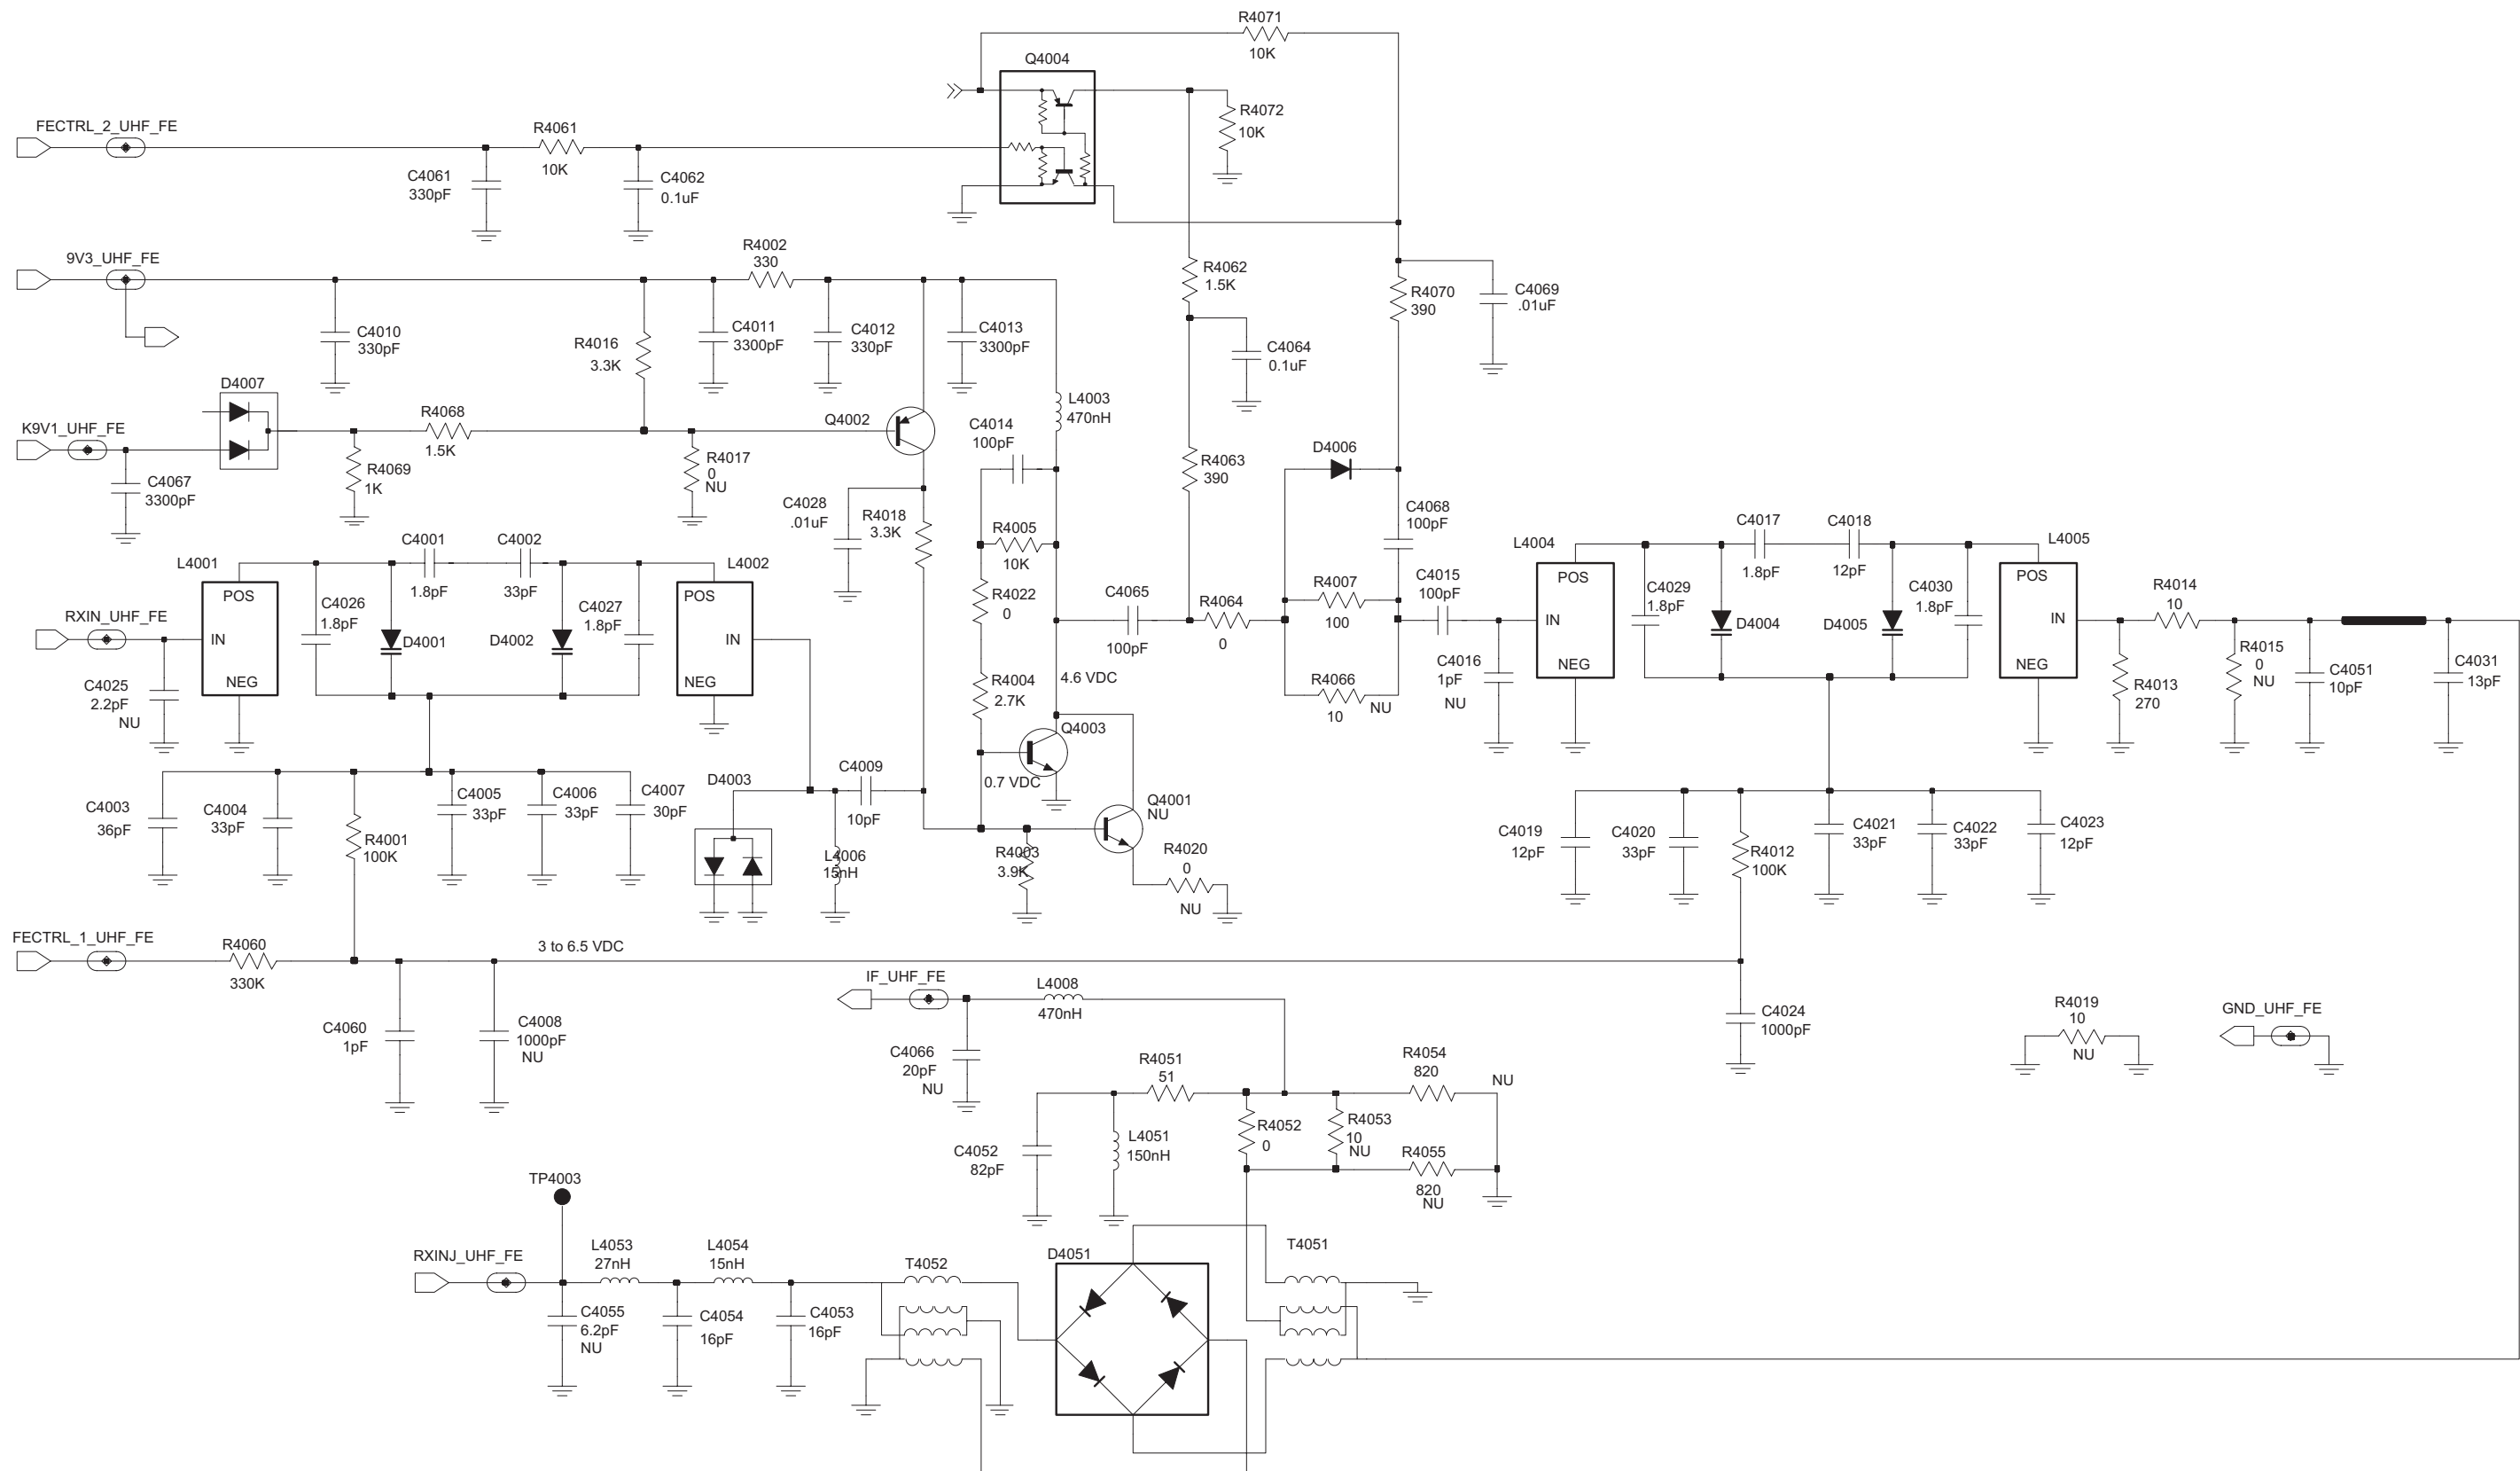 R4071
10K
Q4004
R4072
10K
FECTRL_2_UHF_FE
R4061
10K
C4061
330pF
C4062
0.1uF
9V3_UHF_FE
R4002
330
R4062
1.5K
R4070
390
C4069
.01uF
C4010
330pF
R4016
3.3K
C4011
3300pF
C4012
330pF
C4013
3300pF
C4064
0.1uF
D4007
L4003
470nH
K9V1_UHF_FE
R4068
1.5K
Q4002
C4014
100pF
D4006
R4069
1K
R4017
0
NU
R4063
390
C4067
3300pF
C4028
.01uF
R4018
3.3K
C4068
100pF
R4005
10K
C4017
1.8pF
C4018
12pF
L4001
C4001
1.8pF
C4002
33pF
L4002
L4004
L4005
POS
IN
NEG
POS
IN
NEG
POS
IN
NEG
POS
IN
NEG
RXIN_UHF_FE
C4026
1.8pF
D4001
D4002
C4027
1.8pF
R4022
0
C4065
100pF
R4064
0
R4007
100
C4015
100pF
C4029
1.8pF
D4004
D4005
C4030
1.8pF
R4014
10
C4025
2.2pF
NU
R4004
2.7K
4.6 VDC
R4066
10
NU
C4016
1pF
NU
R4013
270
R4015
0
NU
C4051
10pF
C4031
13pF
Q4003
0.7 VDC
C4003
36pF
C4004
33pF
R4001
100K
C4005
33pF
C4006
33pF
C4007
30pF
D4003
C4009
10pF
Q4001
NU
L4006
15nH
R4003
3.9K
R4020
0
NU
C4019
12pF
C4020
33pF
R4012
100K
C4021
33pF
C4022
33pF
C4023
12pF
FECTRL_1_UHF_FE
R4060
330K
3 to 6.5 VDC
IF_UHF_FE
L4008
470nH
C4060
1pF
C4008
1000pF
NU
C4066
20pF
NU
C4024
1000pF
R4019
10
NU
GND_UHF_FE
R4051
51
R4054
820
NU
C4052
82pF
L4051
150nH
R4052
0
R4053
10
NU
R4055
820
NU
TP4003
RXINJ_UHF_FE
L4053
27nH
L4054
15nH
T4052
D4051
T4051
C4055
6.2pF
NU
C4054
16pF
C4053
16pF